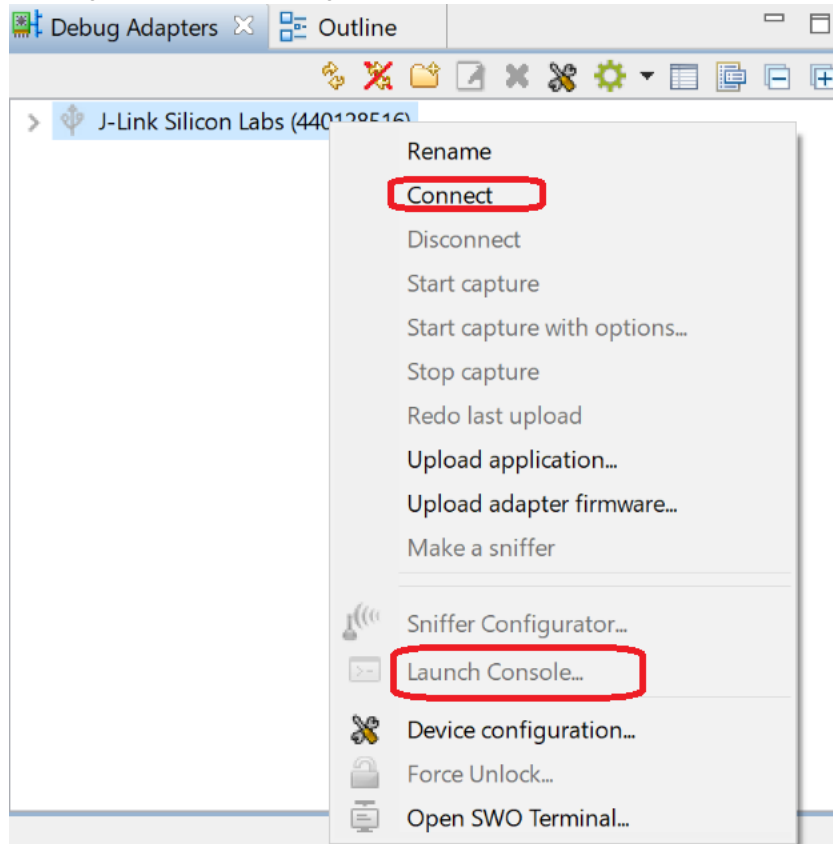 Debug Adapters Outline
J-Link Silicon Labs (440128516)
Rename
Connect
Disconnect
Start capture
Start capture with options...
Stop capture
Redo last upload
Upload application...
Upload adapter firmware...
Make a sniffer
Sniffer Configurator...
Launch Console...
Device configuration...
Force Unlock...
Open SWO Terminal...